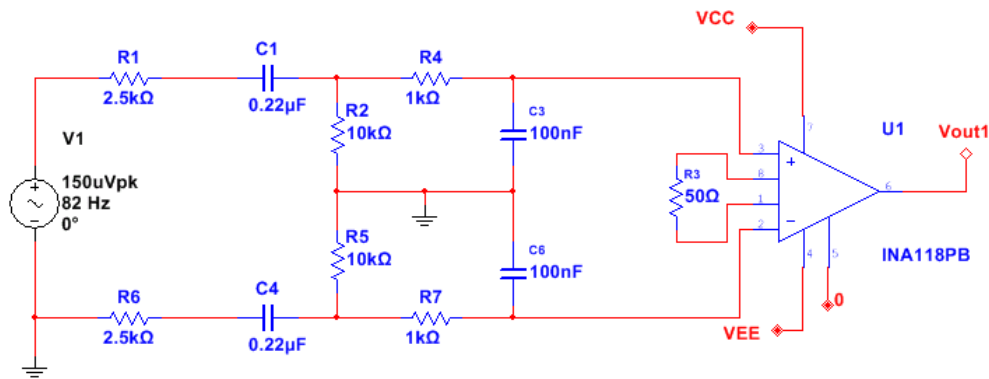 VCC
R1
2.5kΩ
C1
0.22µF
R4
1kΩ
R2
10kΩ
C3
100nF
V1
150uVpk
82 Hz
0°
R3
50Ω
7
3
8
1
2
6
4
5
U1
Vout1
INA118PB
R5
10kΩ
C6
100nF
R6
2.5kΩ
C4
0.22µF
R7
1kΩ
VEE
0